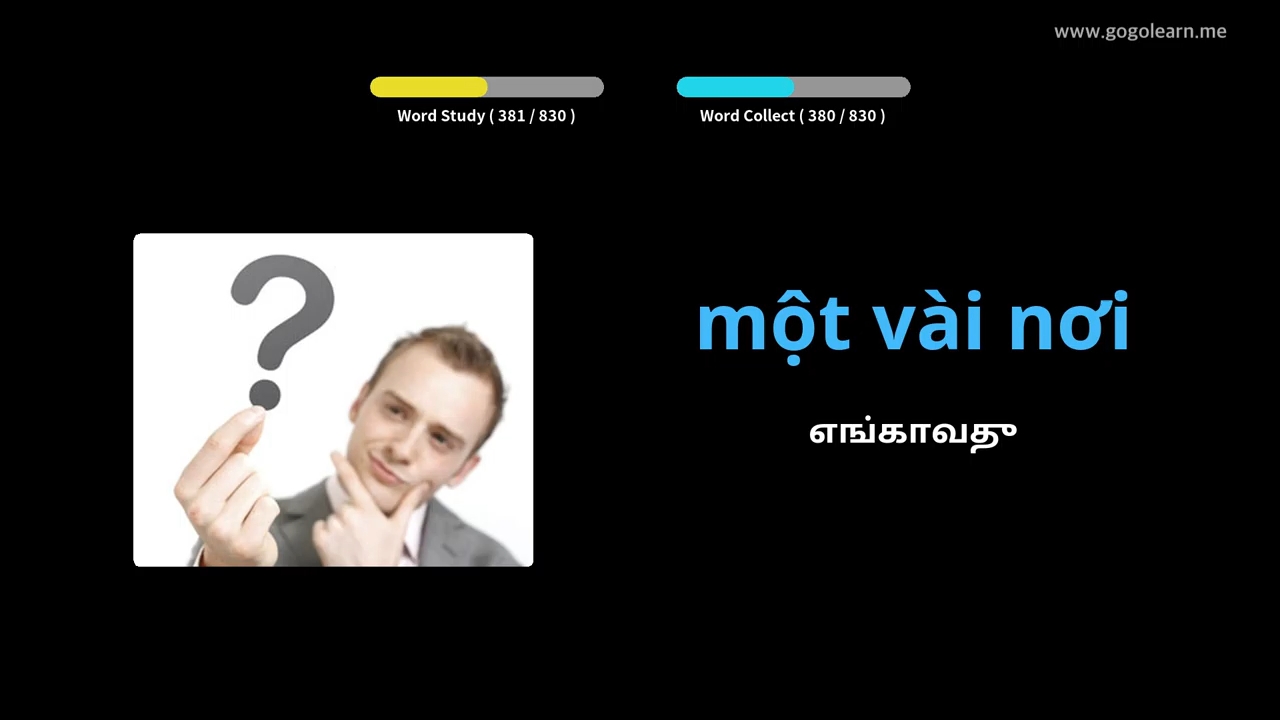 www.gogolearn.me
Word Study ( 381 / 830 )
Word Collect ( 380 / 830 )
một vài nơi
எங்காவது